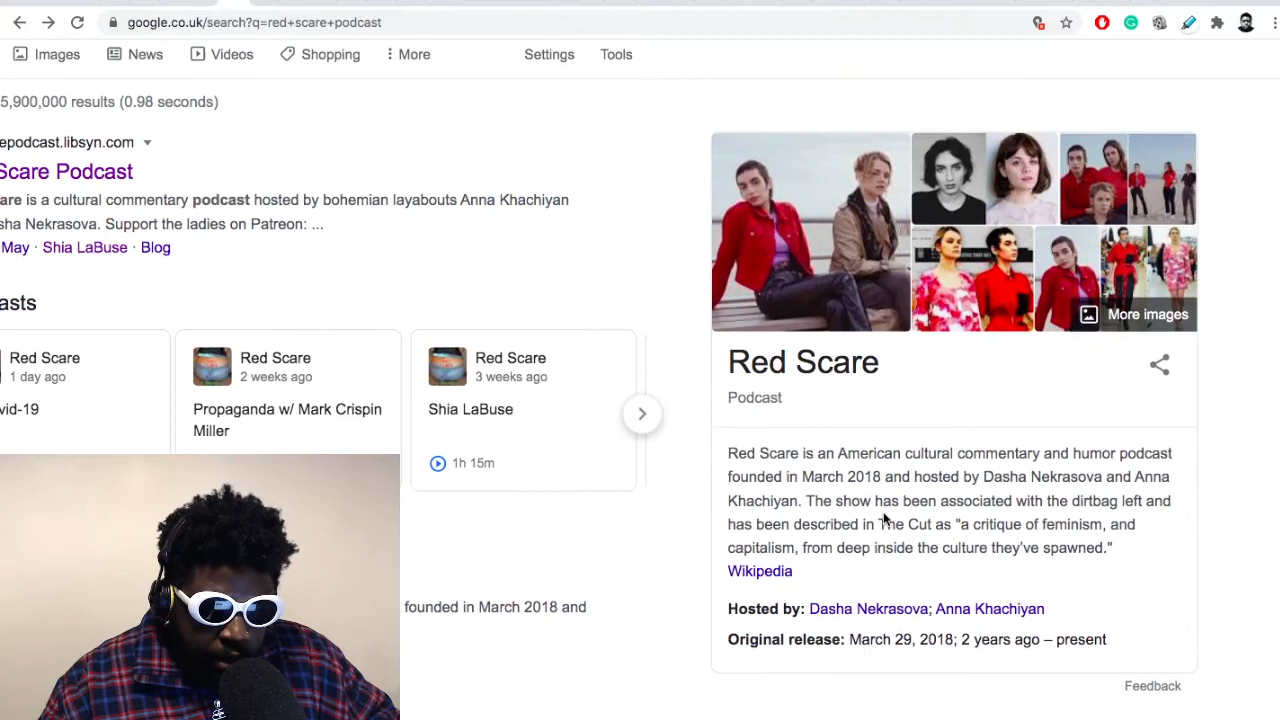 google.co.uk/search?q=red+scare+podcast
Images News Videos Shopping More Settings Tools
5,900,000 results (0.98 seconds)
epodcast.libsyn.com
Scare Podcast
are is a cultural commentary podcast hosted by bohemian layabouts Anna Khachiyan
sha Nekrasova. Support the ladies on Patreon: ...
May · Shia LaBuse · Blog
asts
Red Scare
1 day ago
vid-19
Red Scare
2 weeks ago
Propaganda w/ Mark Crispin
Miller
Red Scare
3 weeks ago
Shia LaBuse
1h 15m
founded in March 2018 and
More images
Red Scare
Podcast
Red Scare is an American cultural commentary and humor podcast
founded in March 2018 and hosted by Dasha Nekrasova and Anna
Khachiyan. The show has been associated with the dirtbag left and
has been described in The Cut as "a critique of feminism, and
capitalism, from deep inside the culture they've spawned."
Wikipedia
Hosted by: Dasha Nekrasova; Anna Khachiyan
Original release: March 29, 2018; 2 years ago – present
Feedback